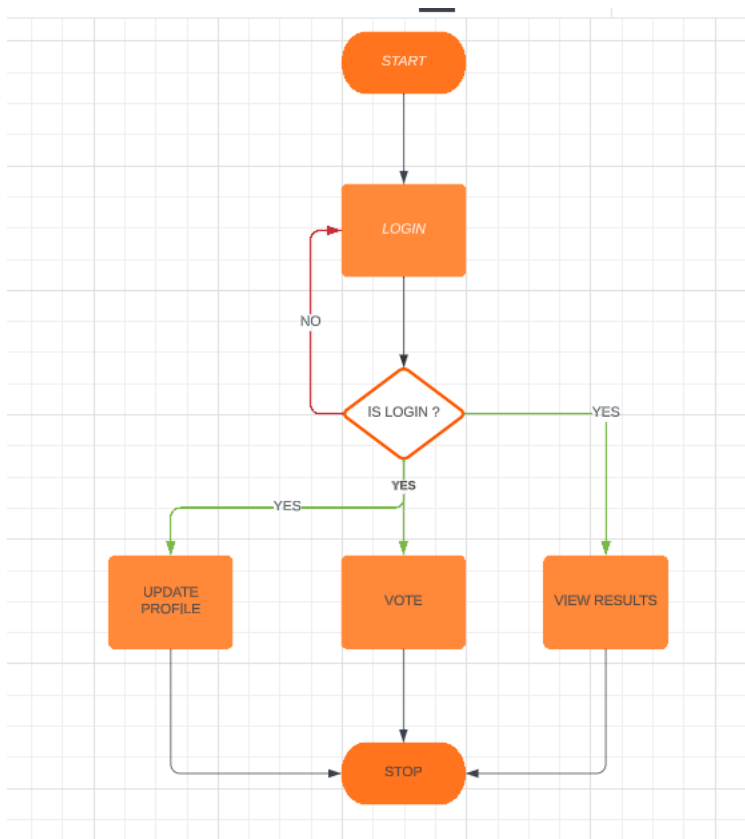 START
LOGIN
NO
IS LOGIN ?
YES
YES
YES
UPDATE
PROFILE
VOTE
VIEW RESULTS
STOP